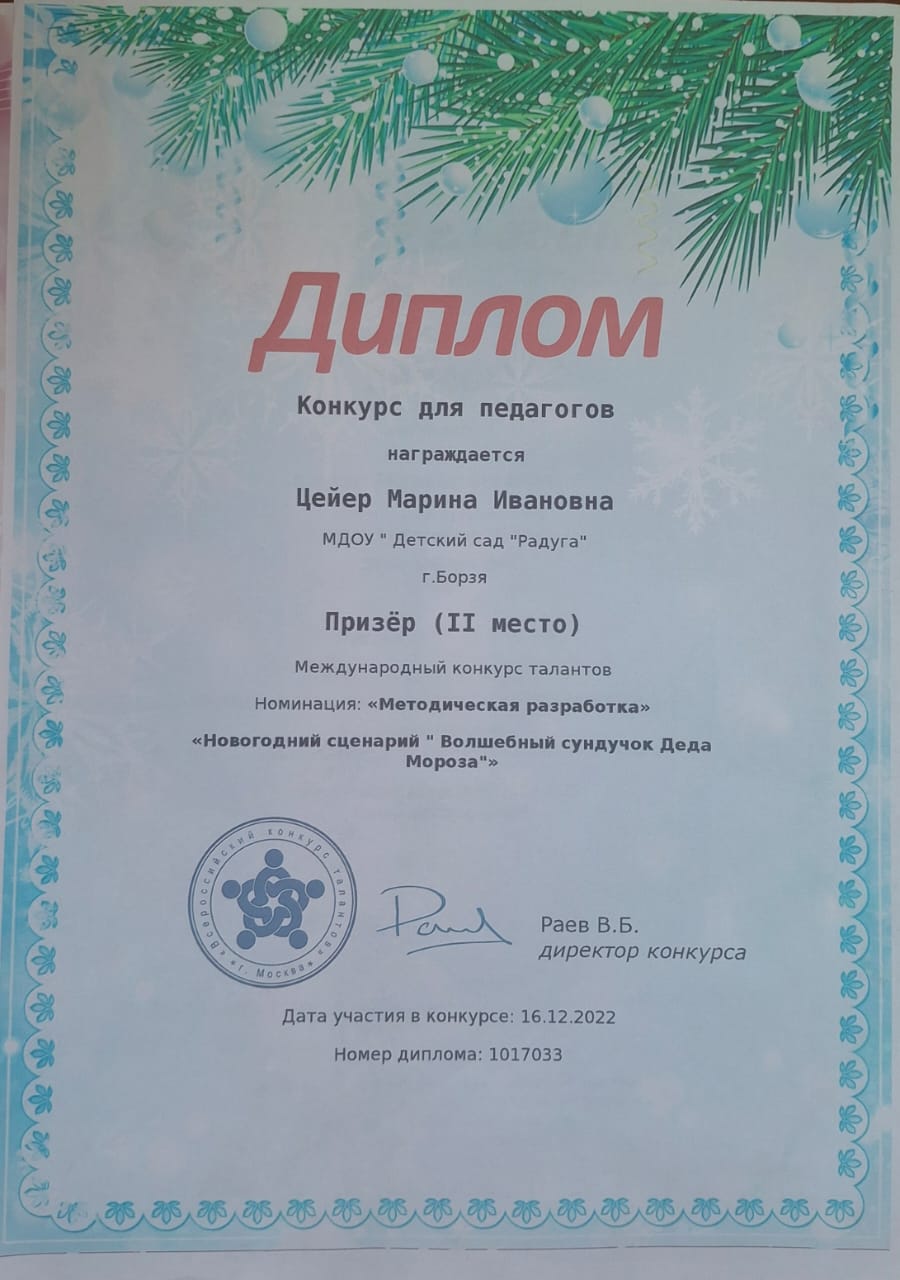 Диплом
Конкурс для педагогов
награждается
Цейер Марина Ивановна
МДОУ " Детский сад "Радуга"
г.Борзя
Призёр (II место)
Международный конкурс талантов
Номинация: «Методическая разработка»
«Новогодний сценарий " Волшебный сундучок Деда
Мороза"»
«Всероссийский конкурс талантов»
*г. Москва*
Раев В.Б.
директор конкурса
Дата участия в конкурсе: 16.12.2022
Номер диплома: 1017033